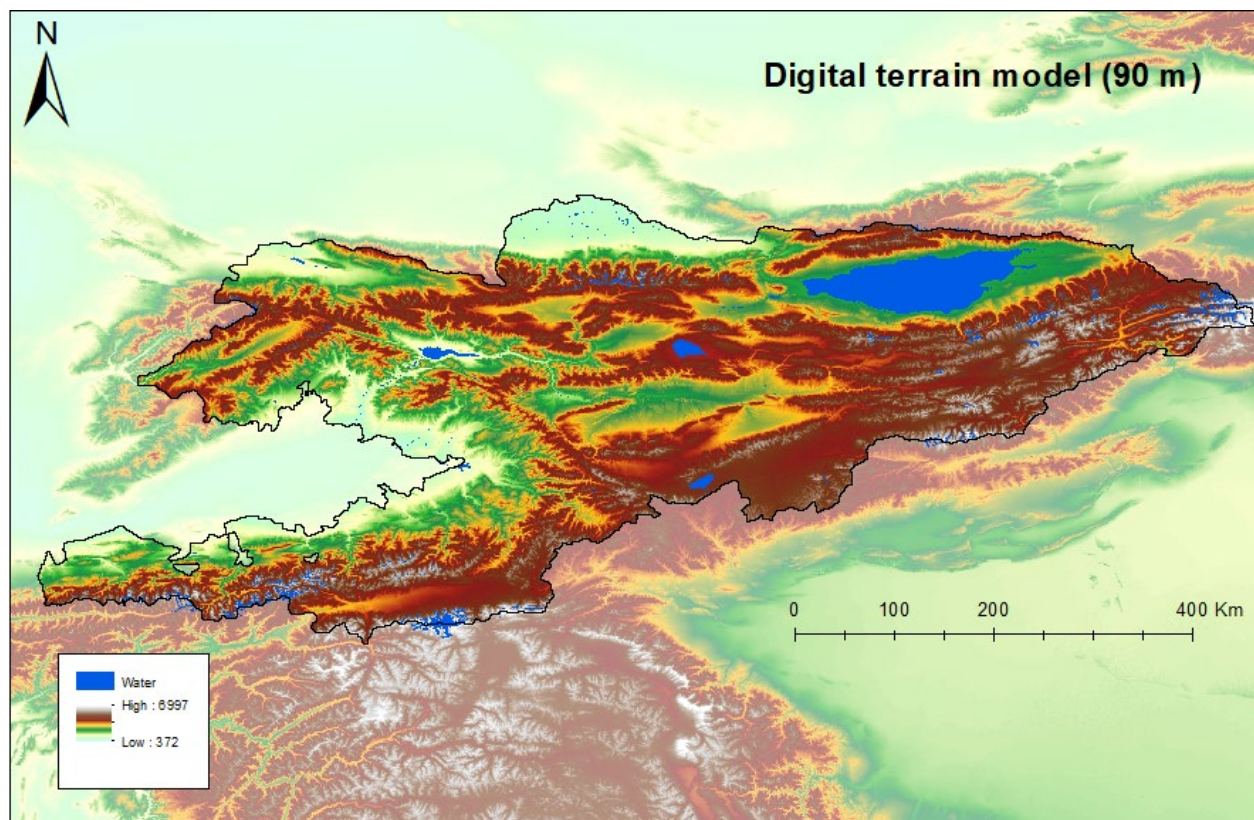 N
Digital terrain model (90 m)
0 100 200 400 Km
Water
High : 6997
Low : 372